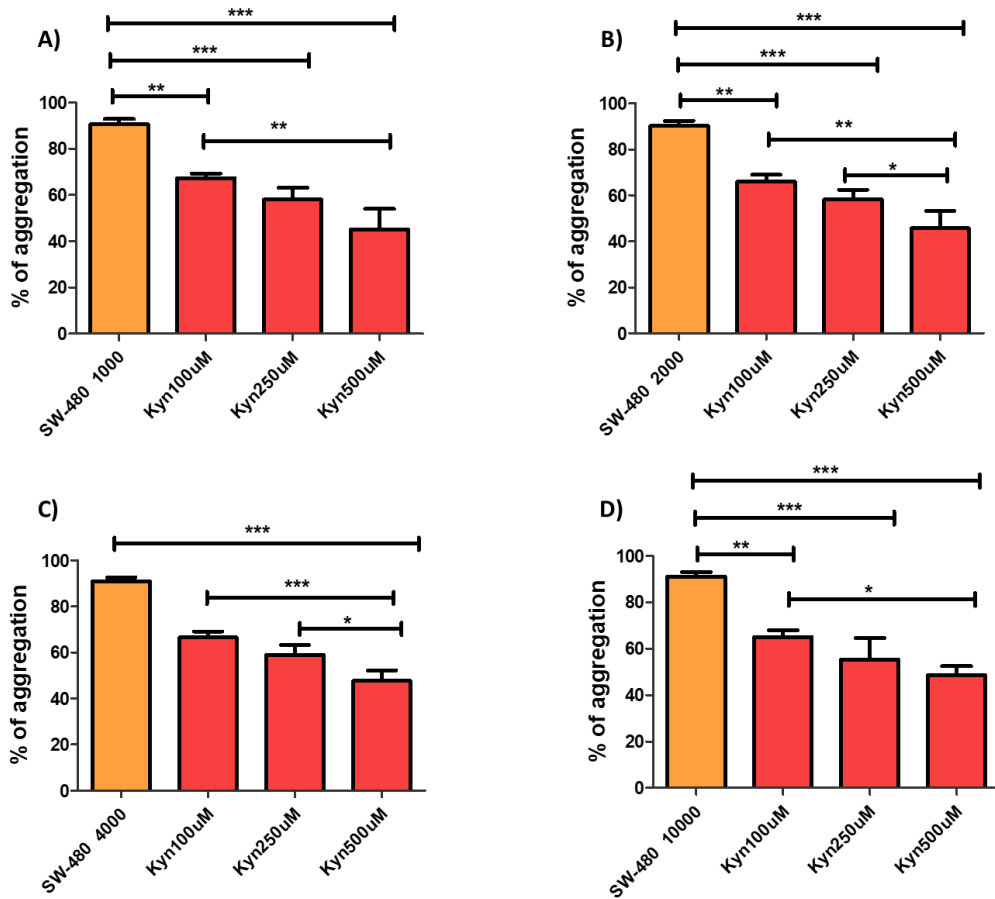 A)
***
***
**
**
% of aggregation
100
80
60
40
20
0
SW-480 1000
Kyn100uM
Kyn250uM
Kyn500uM
B)
***
***
**
**
*
% of aggregation
100
80
60
40
20
0
SW-480 2000
Kyn100uM
Kyn250uM
Kyn500uM
C)
***
***
*
% of aggregation
100
80
60
40
20
0
SW-480 4000
Kyn100uM
Kyn250uM
Kyn500uM
D)
***
***
**
*
% of aggregation
100
80
60
40
20
0
SW-480 10000
Kyn100uM
Kyn250uM
Kyn500uM